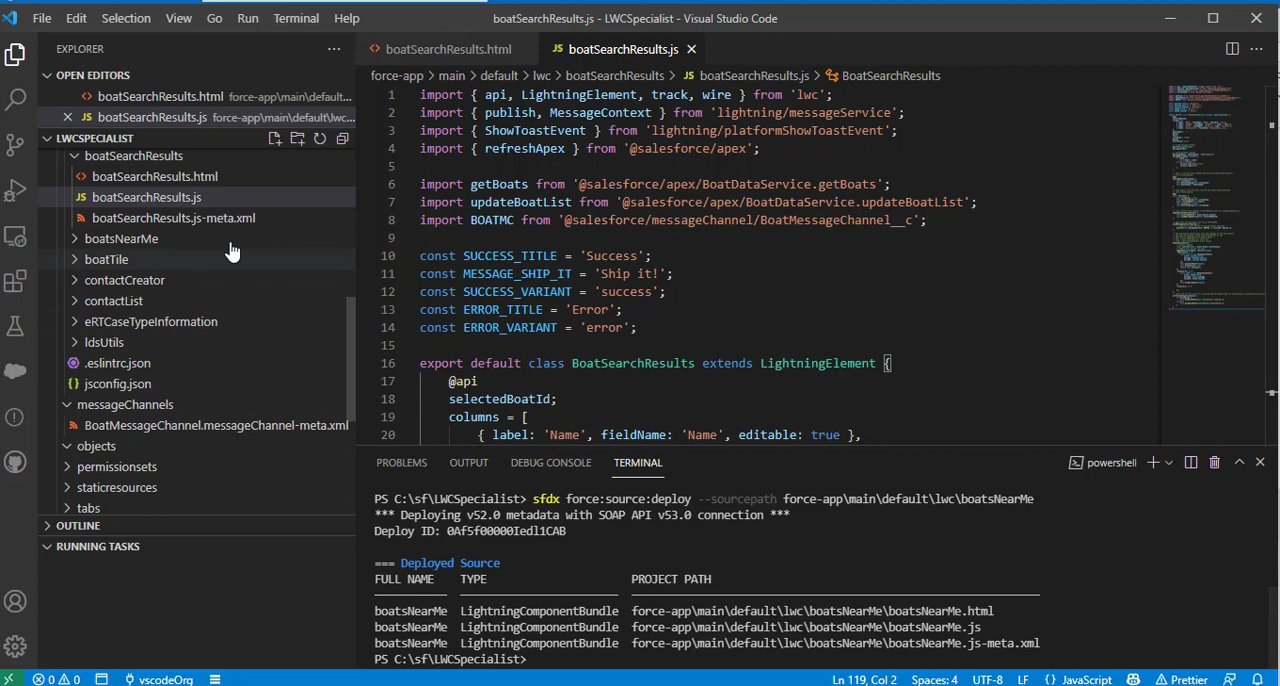 File Edit Selection View Go Run Terminal Help boatSearchResults.js - LWCSpecialist - Visual Studio Code
EXPLORER
OPEN EDITORS
boatSearchResults.html force-app\main\default...
boatSearchResults.js force-app\main\default\lwc...
LWCSPECIALIST
boatSearchResults
boatSearchResults.html
boatSearchResults.js
boatSearchResults.js-meta.xml
boatsNearMe
boatTile
contactCreator
contactList
eRTCaseTypeInformation
ldsUtils
.eslintrc.json
jsconfig.json
messageChannels
BoatMessageChannel.messageChannel-meta.xml
objects
permissionsets
staticresources
tabs
OUTLINE
RUNNING TASKS
boatSearchResults.html JS boatSearchResults.js
force-app > main > default > lwc > boatSearchResults > JS boatSearchResults.js > BoatSearchResults
1 import { api, LightningElement, track, wire } from 'lwc';
2 import { publish, MessageContext } from 'lightning/messageService';
3 import { ShowToastEvent } from 'lightning/platformShowToastEvent';
4 import { refreshApex } from '@salesforce/apex';
5
6 import getBoats from '@salesforce/apex/BoatDataService.getBoats';
7 import updateBoatList from '@salesforce/apex/BoatDataService.updateBoatList';
8 import BOATMC from '@salesforce/messageChannel/BoatMessageChannel__c';
9
10 const SUCCESS_TITLE = 'Success';
11 const MESSAGE_SHIP_IT = 'Ship it!';
12 const SUCCESS_VARIANT = 'success';
13 const ERROR_TITLE = 'Error';
14 const ERROR_VARIANT = 'error';
15
16 export default class BoatSearchResults extends LightningElement {
17 @api
18 selectedBoatId;
19 columns = [
20 { label: 'Name', fieldName: 'Name', editable: true },
PROBLEMS OUTPUT DEBUG CONSOLE TERMINAL powershell
PS C:\sf\LWCSpecialist> sfdx force:source:deploy --sourcepath force-app\main\default\lwc\boatsNearMe
*** Deploying v52.0 metadata with SOAP API v53.0 connection ***
Deploy ID: 0Af5f00000Iedl1CAB
=== Deployed Source
FULL NAME TYPE PROJECT PATH
boatsNearMe LightningComponentBundle force-app\main\default\lwc\boatsNearMe\boatsNearMe.html
boatsNearMe LightningComponentBundle force-app\main\default\lwc\boatsNearMe\boatsNearMe.js
boatsNearMe LightningComponentBundle force-app\main\default\lwc\boatsNearMe\boatsNearMe.js-meta.xml
PS C:\sf\LWCSpecialist>
0 0 vscodeOrg Ln 119, Col 2 Spaces: 4 UTF-8 LF {} JavaScript Prettier